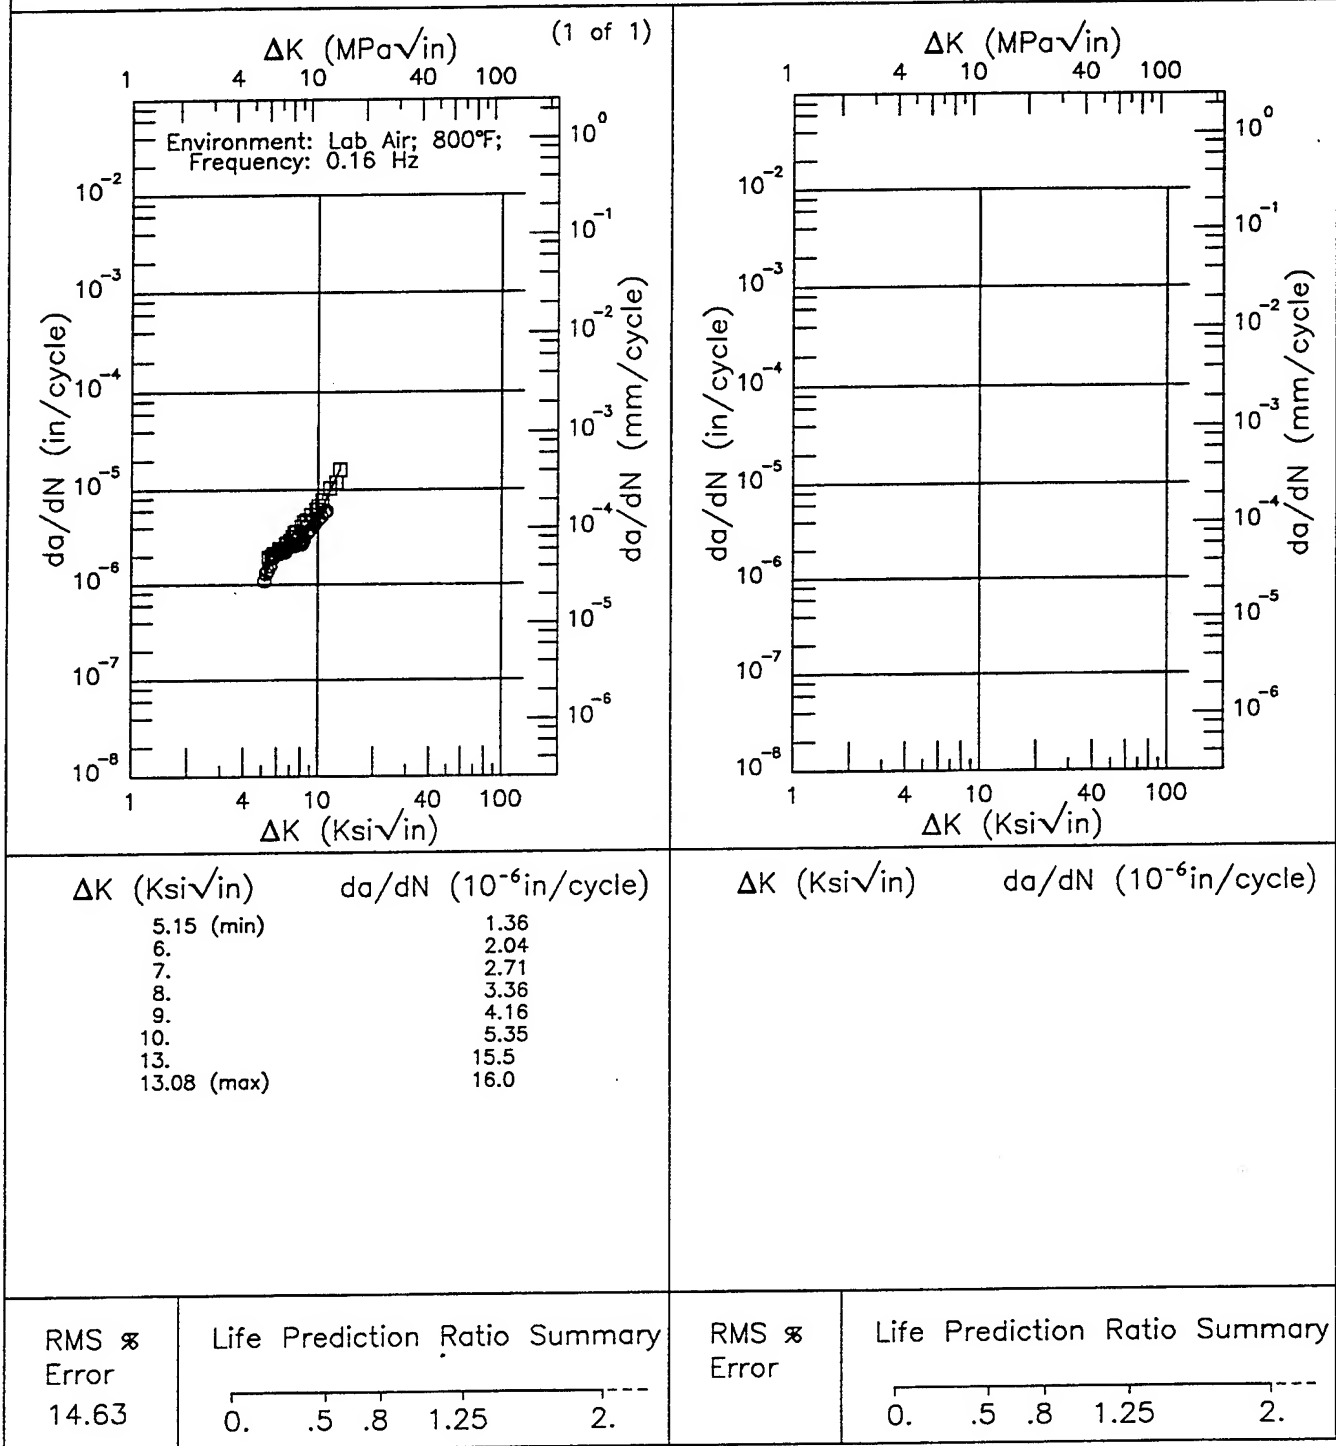 (1 of 1)
ΔK (MPa√in)
1 4 10 40 100
Environment: Lab Air; 800°F;
Frequency: 0.16 Hz
10⁰
10⁻²
10⁻¹
10⁻³
10⁻²
10⁻⁴
10⁻³
10⁻⁵
10⁻⁴
10⁻⁶
10⁻⁵
10⁻⁷
10⁻⁶
10⁻⁸
da/dN (in/cycle)
da/dN (mm/cycle)
1 4 10 40 100
ΔK (Ksi√in)
ΔK (MPa√in)
1 4 10 40 100
10⁰
10⁻²
10⁻¹
10⁻³
10⁻²
10⁻⁴
10⁻³
10⁻⁵
10⁻⁴
10⁻⁶
10⁻⁵
10⁻⁷
10⁻⁶
10⁻⁸
da/dN (in/cycle)
da/dN (mm/cycle)
1 4 10 40 100
ΔK (Ksi√in)
ΔK (Ksi√in) da/dN (10⁻⁶in/cycle)
5.15 (min) 1.36
6. 2.04
7. 2.71
8. 3.36
9. 4.16
10. 5.35
13. 15.5
13.08 (max) 16.0
ΔK (Ksi√in) da/dN (10⁻⁶in/cycle)
RMS %
Error
14.63
Life Prediction Ratio Summary
0. .5 .8 1.25 2.
RMS %
Error
Life Prediction Ratio Summary
0. .5 .8 1.25 2.